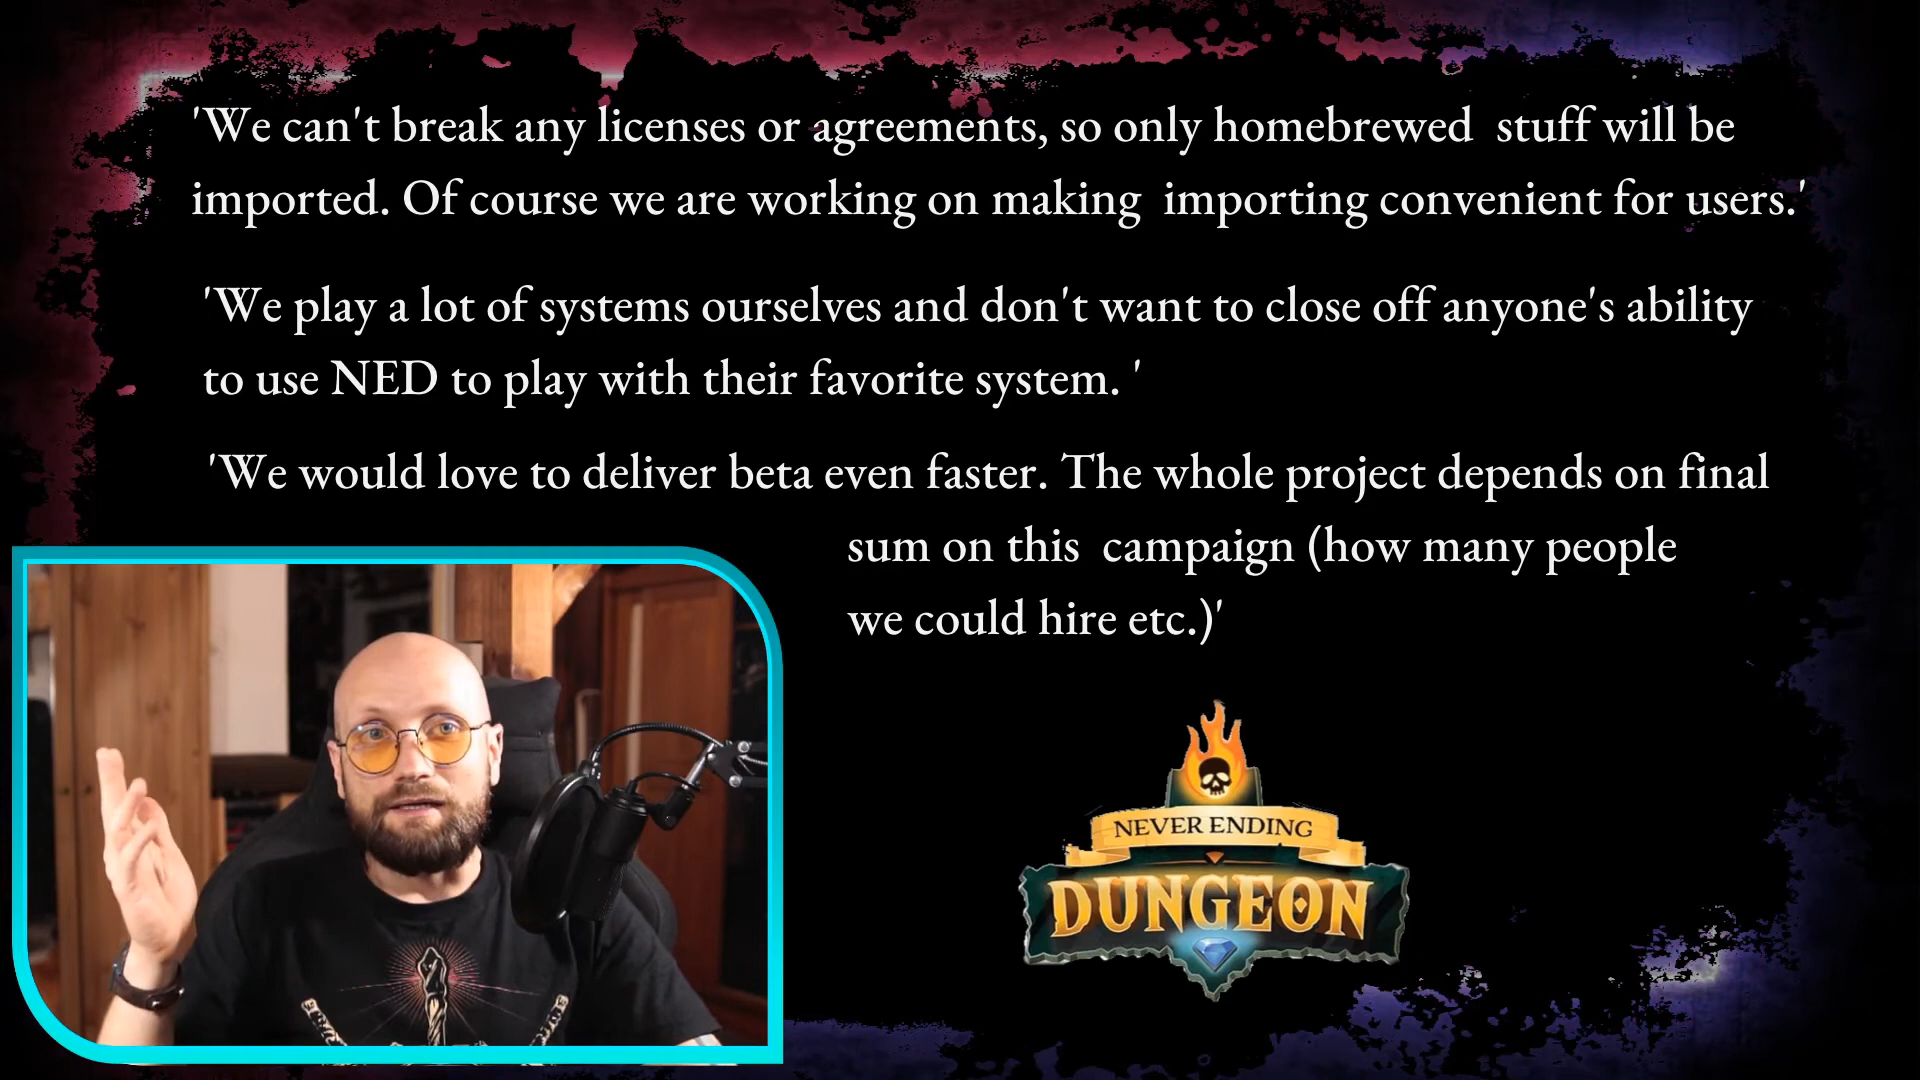 'We can't break any licenses or agreements, so only homebrewed  stuff will be
imported. Of course we are working on making  importing convenient for users.'
'We play a lot of systems ourselves and don't want to close off anyone's ability
to use NED to play with their favorite system. '
'We would love to deliver beta even faster. The whole project depends on final
sum on this  campaign (how many people
we could hire etc.)'
NEVER ENDING
DUNGEON